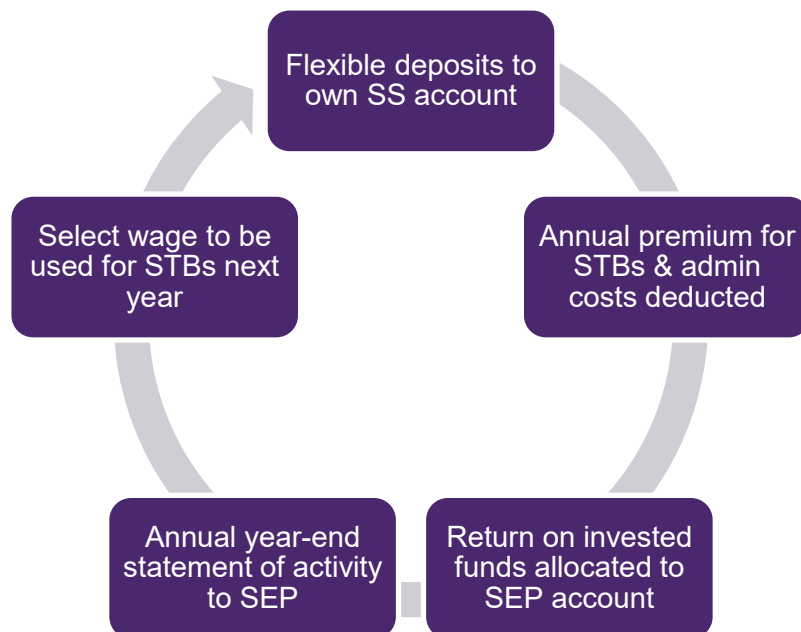 Flexible deposits to
own SS account
Annual premium for
STBs & admin
costs deducted
Return on invested
funds allocated to
SEP account
Annual year-end
statement of activity
to SEP
Select wage to be
used for STBs next
year